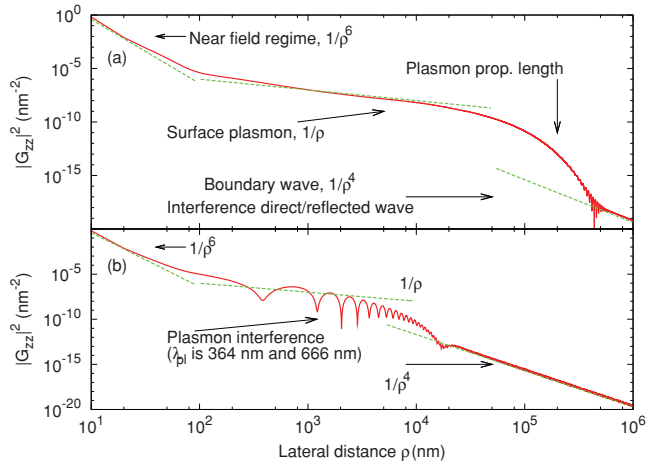 10^0
Near field regime, 1/ρ^6
(a)
Plasmon prop. length
10^-5
|G_zz|^2 (nm^-2)
10^-10
Surface plasmon, 1/ρ
10^-15
Boundary wave, 1/ρ^4
Interference direct/reflected wave
1/ρ^6
10^-5
(b)
1/ρ
|G_zz|^2 (nm^-2)
10^-10
Plasmon interference
(λ_pl is 364 nm and 666 nm)
10^-15
1/ρ^4
10^-20
10^1 10^2 10^3 10^4 10^5 10^6
Lateral distance ρ (nm)